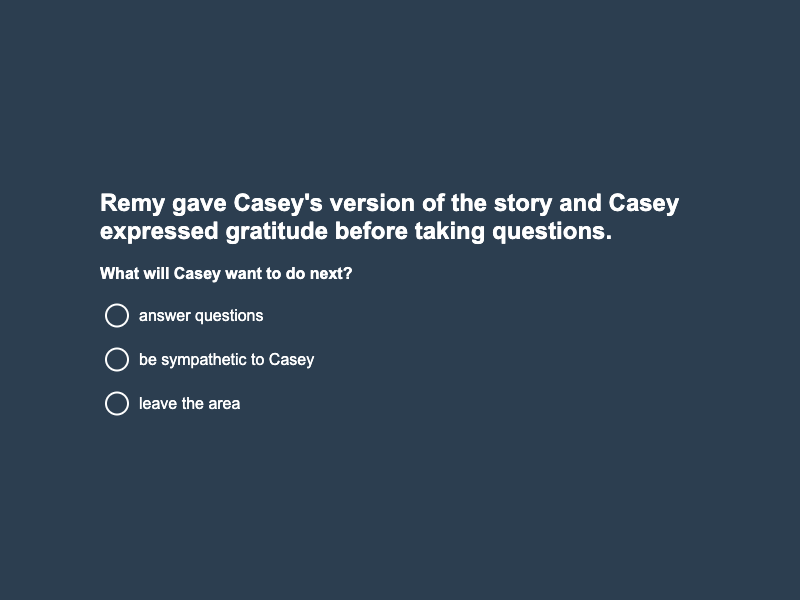 Remy gave Casey's version of the story and Casey
expressed gratitude before taking questions.
What will Casey want to do next?
answer questions
be sympathetic to Casey
leave the area